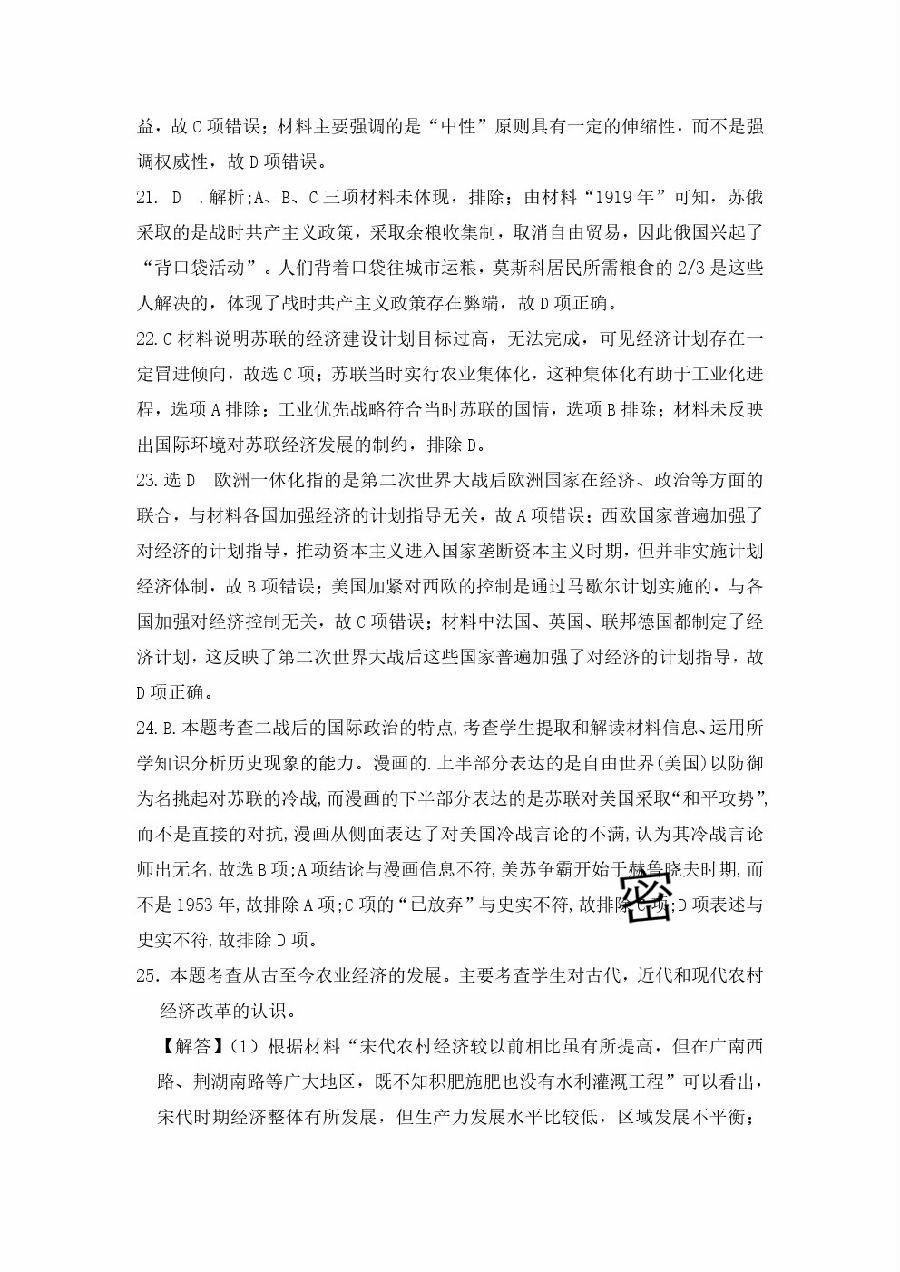 益，故 C 项错误；材料主要强调的是“中性”原则具有一定的伸缩性，而不是强
调权威性，故 D 项错误。
21. D .解析;A、B、C 三项材料未体现，排除；由材料“1919 年”可知，苏俄
采取的是战时共产主义政策，采取余粮收集制，取消自由贸易，因此俄国兴起了
“背口袋活动”。人们背着口袋往城市运粮，莫斯科居民所需粮食的 2/3 是这些
人解决的，体现了战时共产主义政策存在弊端，故 D 项正确。
22.C 材料说明苏联的经济建设计划目标过高，无法完成，可见经济计划存在一
定冒进倾向，故选 C 项；苏联当时实行农业集体化，这种集体化有助于工业化进
程，选项 A 排除；工业优先战略符合当时苏联的国情，选项 B 排除；材料未反映
出国际环境对苏联经济发展的制约，排除 D。
23.选 D 欧洲一体化指的是第二次世界大战后欧洲国家在经济、政治等方面的
联合，与材料各国加强经济的计划指导无关，故 A 项错误；西欧国家普遍加强了
对经济的计划指导，推动资本主义进入国家垄断资本主义时期，但并非实施计划
经济体制，故 B 项错误；美国加紧对西欧的控制是通过马歇尔计划实施的，与各
国加强对经济控制无关，故 C 项错误；材料中法国、英国、联邦德国都制定了经
济计划，这反映了第二次世界大战后这些国家普遍加强了对经济的计划指导，故
D 项正确。
24.B.本题考查二战后的国际政治的特点,考查学生提取和解读材料信息、运用所
学知识分析历史现象的能力。漫画的.上半部分表达的是自由世界(美国)以防御
为名挑起对苏联的冷战,而漫画的下半部分表达的是苏联对美国采取“和平攻势”,
而不是直接的对抗,漫画从侧面表达了对美国冷战言论的不满,认为其冷战言论
师出无名,故选 B 项;A 项结论与漫画信息不符,美苏争霸开始于赫鲁晓夫时期,而
不是 1953 年,故排除 A 项;C 项的“已放弃”与史实不符,故排除 C 项;D 项表述与
密
史实不符,故排除 D 项。
25．本题考查从古至今农业经济的发展。主要考查学生对古代，近代和现代农村
经济改革的认识。
【解答】（1）根据材料“宋代农村经济较以前相比虽有所提高，但在广南西
路、荆湖南路等广大地区，既不知积肥施肥也没有水利灌溉工程”可以看出，
宋代时期经济整体有所发展，但生产力发展水平比较低，区域发展不平衡；